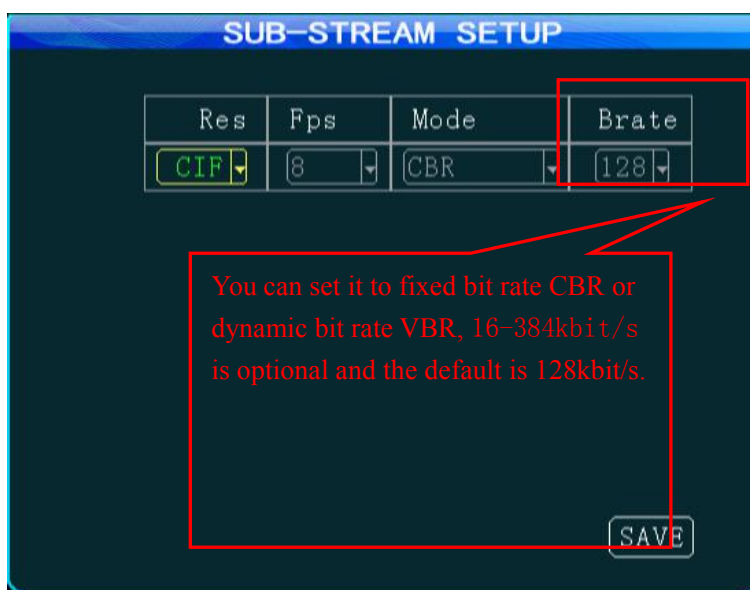 SUB-STREAM SETUP
Res Fps Mode Brate
CIF 8 CBR 128
You can set it to fixed bit rate CBR or
dynamic bit rate VBR, 16-384kbit/s
is optional and the default is 128kbit/s.
SAVE